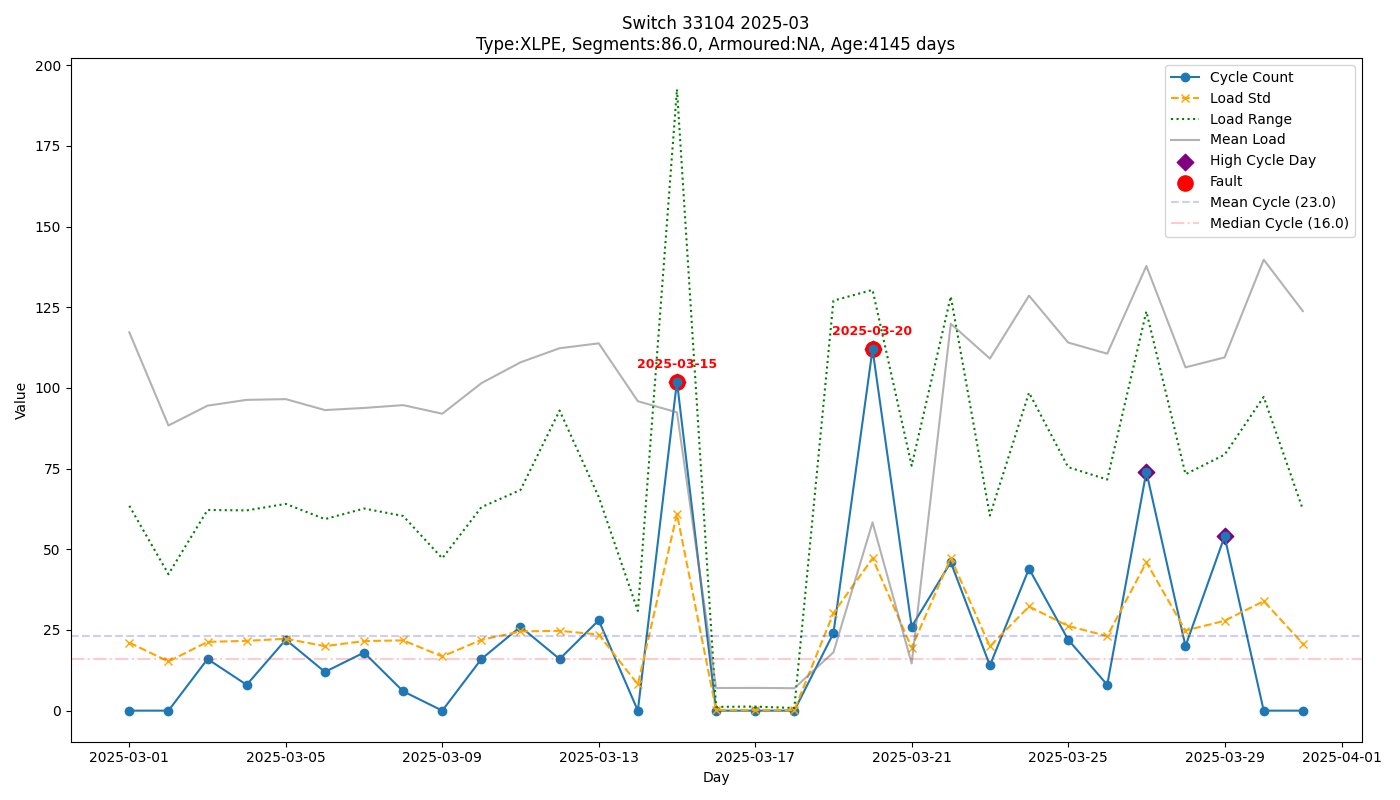 Switch 33104 2025-03
Type:XLPE, Segments:86.0, Armoured:NA, Age:4145 days
Cycle Count
Load Std
Load Range
Mean Load
High Cycle Day
Fault
Mean Cycle (23.0)
Median Cycle (16.0)
Value
200
175
150
125
100
75
50
25
0
2025-03-15
2025-03-20
2025-03-01
2025-03-05
2025-03-09
2025-03-13
2025-03-17
2025-03-21
2025-03-25
2025-03-29
2025-04-01
Day